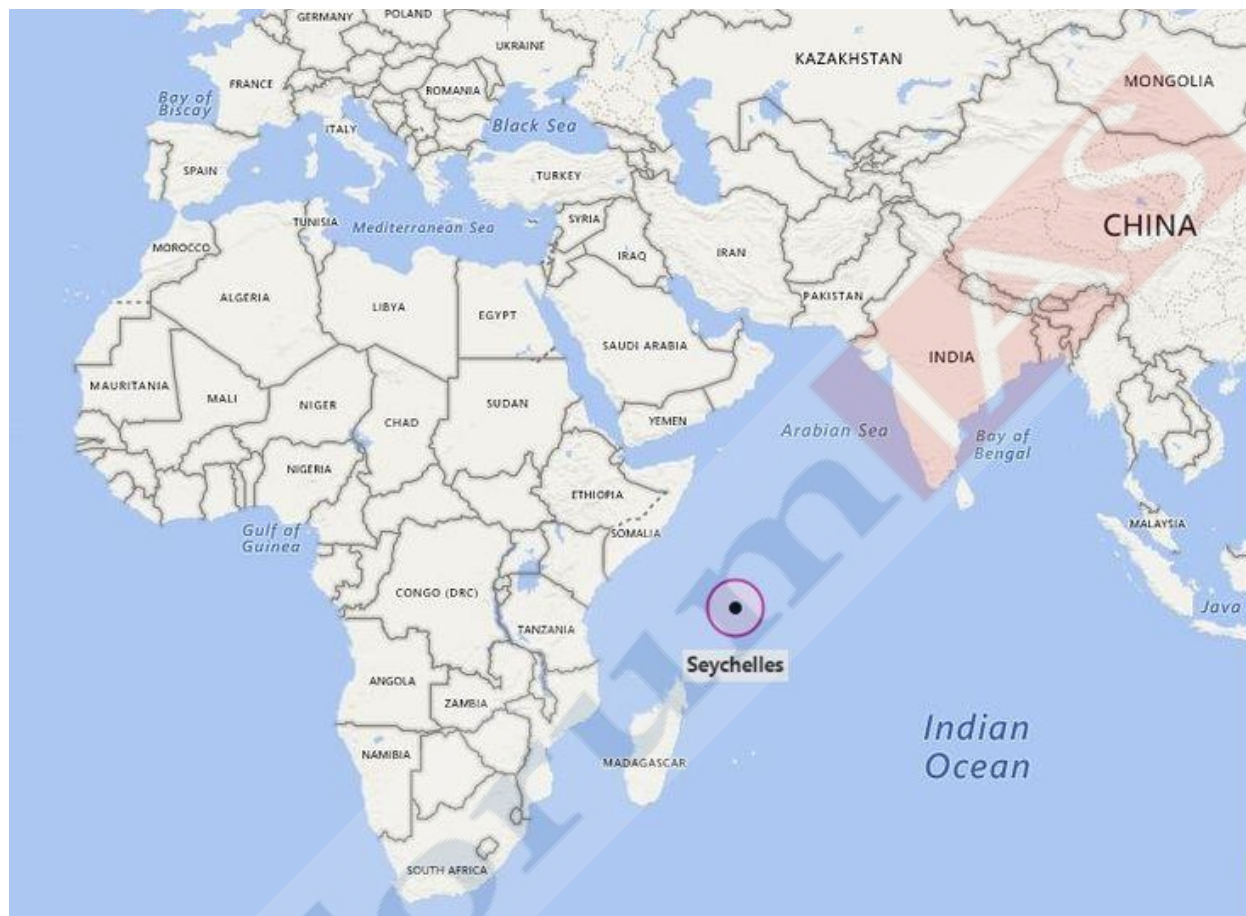 GERMANY
POLAND
UKRAINE
KAZAKHSTAN
MONGOLIA
FRANCE
ROMANIA
Bay of
Biscay
ITALY
Black Sea
SPAIN
TURKEY
CHINA
TUNISIA
Mediterranean Sea
SYRIA
MOROCCO
IRAQ
IRAN
ALGERIA
LIBYA
EGYPT
PAKISTAN
SAUDI ARABIA
INDIA
MAURITANIA
MALI
NIGER
CHAD
SUDAN
YEMEN
Arabian Sea
Bay of
Bengal
NIGERIA
ETHIOPIA
MALAYSIA
Gulf of
Guinea
SOMALIA
CONGO (DRC)
Java
TANZANIA
Seychelles
ANGOLA
ZAMBIA
Indian
Ocean
NAMIBIA
MADAGASCAR
SOUTH AFRICA
forum IAS